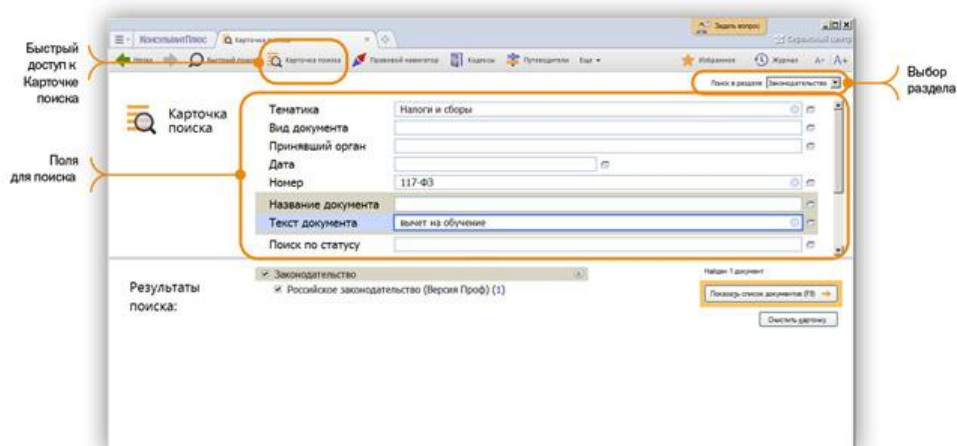 Задать вопрос
КонсультантПлюс
Карточка поиска
Сервисный центр
Назад
Быстрый поиск
Карточка поиска
Правовой навигатор
Кодексы
Путеводители
Еще
Избранное
Журнал
А-
А+
Быстрый
доступ к
Карточке
поиска
Поиск в разделе
Законодательство
Выбор
раздела
Карточка
поиска
Тематика
Налоги и сборы
Вид документа
Принявший орган
Дата
Номер
117-ФЗ
Название документа
Текст документа
вычет на обучение
Поиск по статусу
Поля
для поиска
Результаты
поиска:
Законодательство
Российское законодательство (Версия Проф) (1)
Найден 1 документ
Показать список документов (F9)
Очистить карточку